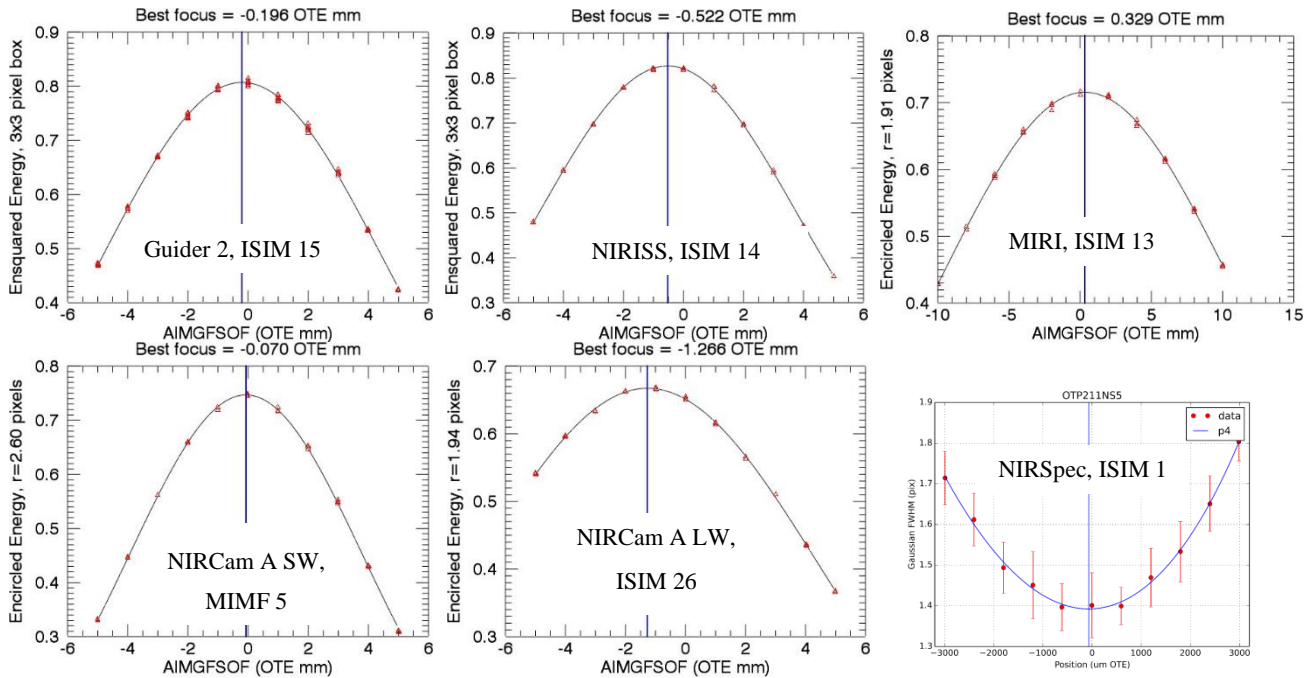 Best focus = -0.196 OTE mm
Ensquared Energy, 3x3 pixel box
0.9
0.8
0.7
0.6
0.5
0.4
Guider 2, ISIM 15
-6 -4 -2 0 2 4 6
AIMGFSOF (OTE mm)
Best focus = -0.522 OTE mm
Ensquared Energy, 3x3 pixel box
0.9
0.8
0.7
0.6
0.5
0.4
0.3
NIRISS, ISIM 14
-6 -4 -2 0 2 4 6
AIMGFSOF (OTE mm)
Best focus = 0.329 OTE mm
Encircled Energy, r=1.91 pixels
0.8
0.7
0.6
0.5
0.4
MIRI, ISIM 13
-10 -5 0 5 10 15
AIMGFSOF (OTE mm)
Best focus = -0.070 OTE mm
Encircled Energy, r=2.60 pixels
0.8
0.7
0.6
0.5
0.4
0.3
NIRCam A SW,
MIMF 5
-6 -4 -2 0 2 4 6
AIMGFSOF (OTE mm)
Best focus = -1.266 OTE mm
Encircled Energy, r=1.94 pixels
0.7
0.6
0.5
0.4
0.3
NIRCam A LW,
ISIM 26
-6 -4 -2 0 2 4 6
AIMGFSOF (OTE mm)
OTP211NS5
Gaussian FWHM (pix)
1.9
1.8
1.7
1.6
1.5
1.4
1.3
data
p4
NIRSpec, ISIM 1
−3000 −2000 −1000 0 1000 2000 3000
Position (um OTE)